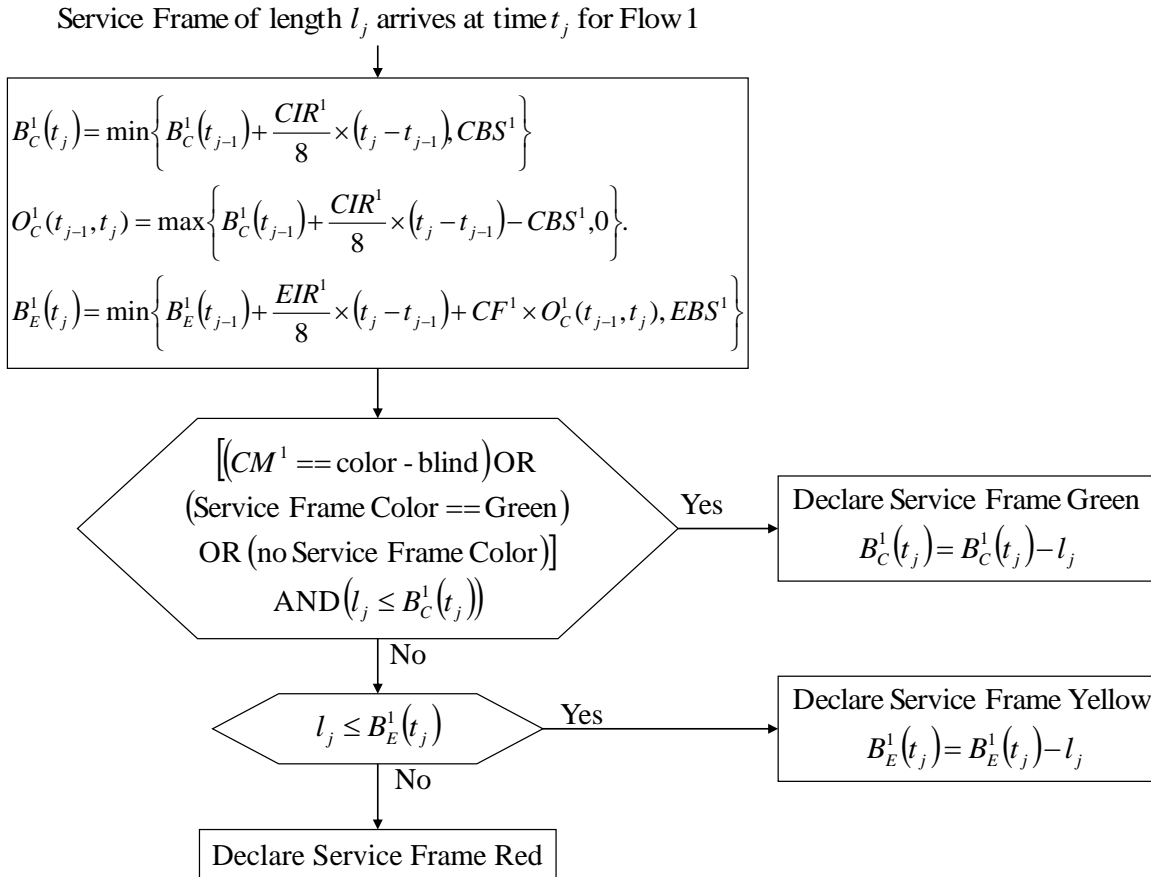 Service Frame of length l_j arrives at time t_j for Flow 1
B_C^1(t_j) = min{B_C^1(t_{j-1}) + CIR^1/8 × (t_j − t_{j-1}), CBS^1}
O_C^1(t_{j-1}, t_j) = max{B_C^1(t_{j-1}) + CIR^1/8 × (t_j − t_{j-1}) − CBS^1, 0}.
B_E^1(t_j) = min{B_E^1(t_{j-1}) + EIR^1/8 × (t_j − t_{j-1}) + CF^1 × O_C^1(t_{j-1}, t_j), EBS^1}
[(CM^1 == color - blind) OR
(Service Frame Color == Green)
OR (no Service Frame Color)]
AND (l_j ≤ B_C^1(t_j))
Yes
Declare Service Frame Green
B_C^1(t_j) = B_C^1(t_j) − l_j
No
l_j ≤ B_E^1(t_j)
Yes
Declare Service Frame Yellow
B_E^1(t_j) = B_E^1(t_j) − l_j
No
Declare Service Frame Red